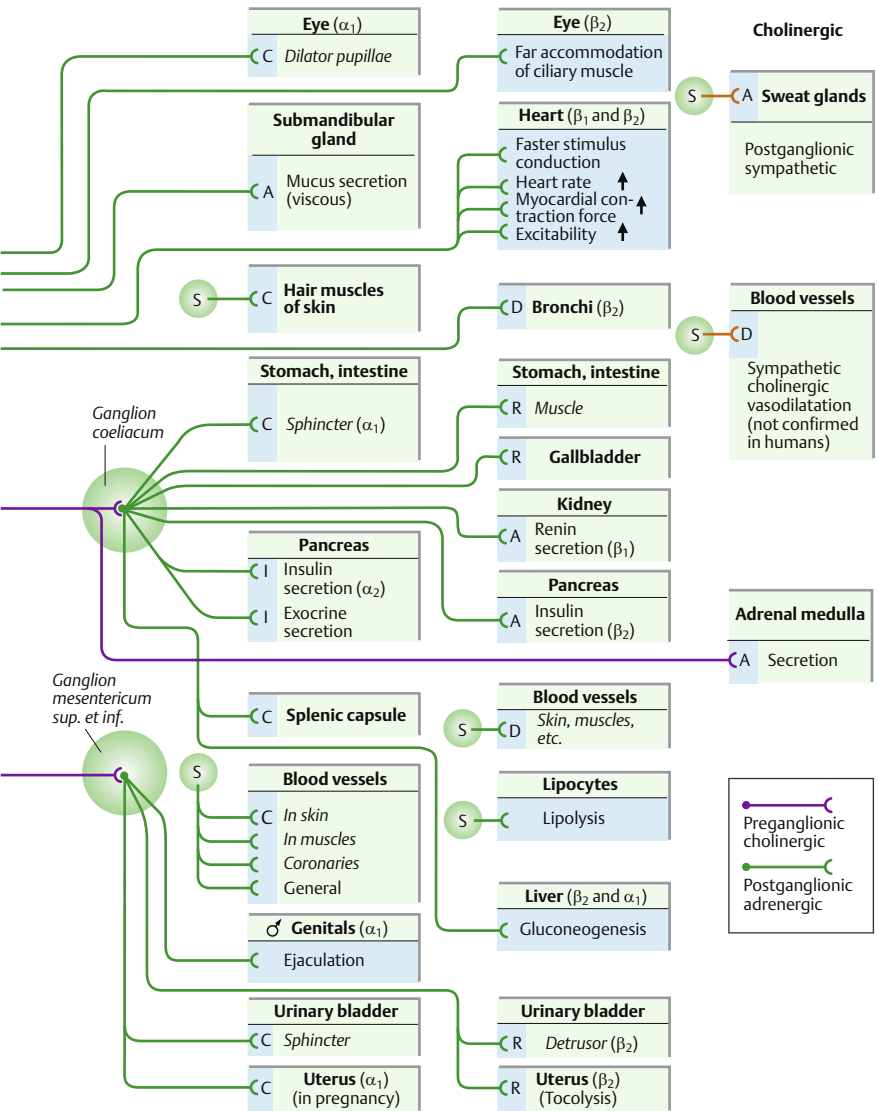 Eye (α1)
C Dilator pupillae
Submandibular
gland
A Mucus secretion
(viscous)
S C Hair muscles
of skin
Stomach, intestine
C Sphincter (α1)
Ganglion
coeliacum
Pancreas
I Insulin
secretion (α2)
I Exocrine
secretion
Ganglion
mesentericum
sup. et inf.
C Splenic capsule
S
Blood vessels
C In skin
In muscles
Coronaries
General
♂ Genitals (α1)
Ejaculation
Urinary bladder
C Sphincter
C Uterus (α1)
(in pregnancy)
Eye (β2)
Far accommodation
of ciliary muscle
Heart (β1 and β2)
Faster stimulus
conduction
Heart rate
Myocardial con-
traction force
Excitability
D Bronchi (β2)
Stomach, intestine
R Muscle
R Gallbladder
Kidney
A Renin
secretion (β1)
Pancreas
A Insulin
secretion (β2)
Blood vessels
S D Skin, muscles,
etc.
Lipocytes
S Lipolysis
Liver (β2 and α1)
Gluconeogenesis
Urinary bladder
R Detrusor (β2)
R Uterus (β2)
(Tocolysis)
Cholinergic
S A Sweat glands
Postganglionic
sympathetic
Blood vessels
S D
Sympathetic
cholinergic
vasodilatation
(not confirmed
in humans)
Adrenal medulla
A Secretion
Preganglionic
cholinergic
Postganglionic
adrenergic